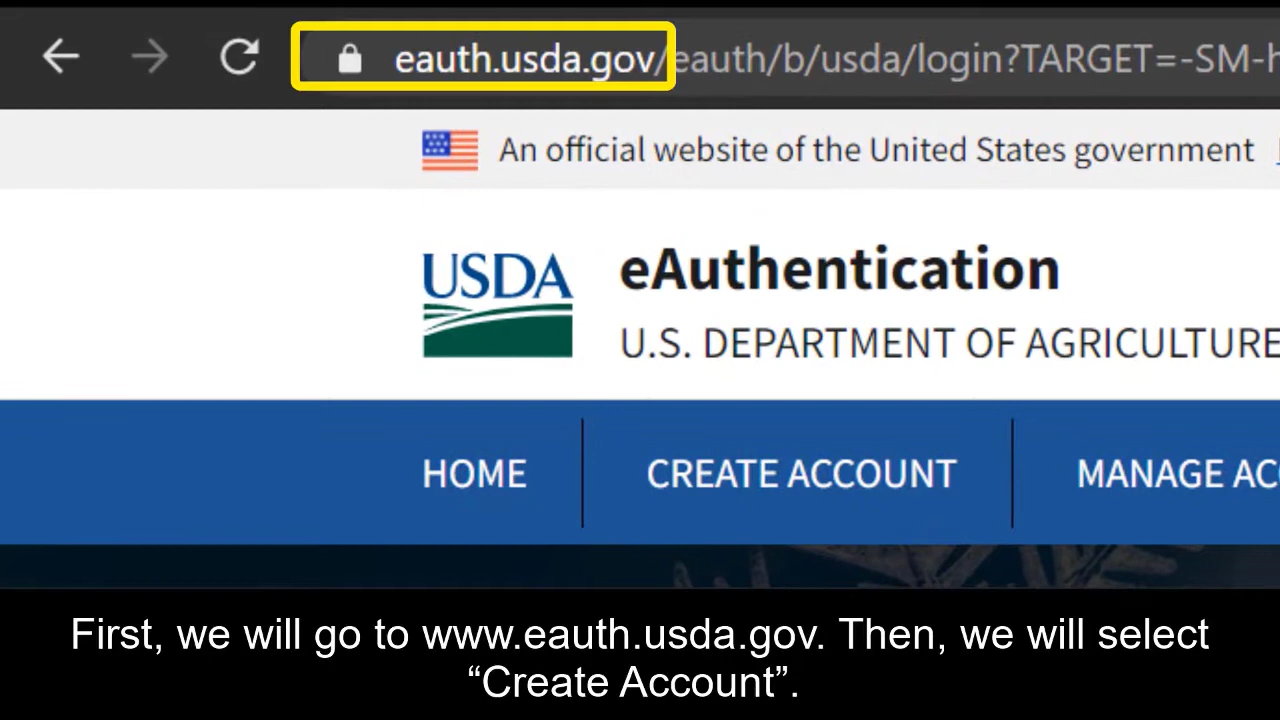 eauth.usda.gov/eauth/b/usda/login?TARGET=-SM-h
An official website of the United States government
USDA
eAuthentication
U.S. DEPARTMENT OF AGRICULTURE
HOME
CREATE ACCOUNT
MANAGE ACC
First, we will go to www.eauth.usda.gov. Then, we will select
“Create Account”.